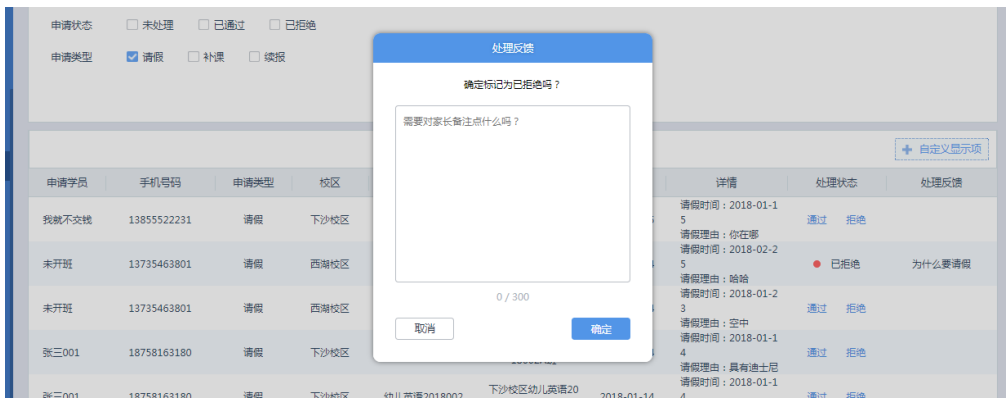 申请状态 未处理 已通过 已拒绝
申请类型 请假 补课 续报
处理反馈
确定标记为已拒绝吗？
需要对家长备注点什么吗？
0 / 300
取消 确定
自定义显示项
申请学员 手机号码 申请类型 校区 详情 处理状态 处理反馈
我就不交钱 13855522231 请假 下沙校区 请假时间：2018-01-1
5
请假理由：你在哪 通过 拒绝
未开班 13735463801 请假 西湖校区 请假时间：2018-02-2
5
请假理由：哈哈 已拒绝 为什么要请假
未开班 13735463801 请假 西湖校区 请假时间：2018-01-2
3
请假理由：空中 通过 拒绝
张三001 18758163180 请假 下沙校区 请假时间：2018-01-1
4
请假理由：具有迪士尼 通过 拒绝
张三001 18758163180 请假 下沙校区 幼儿英语2018002 下沙校区幼儿英语20 2018-01-14 请假时间：2018-01-1
4 通过 拒绝